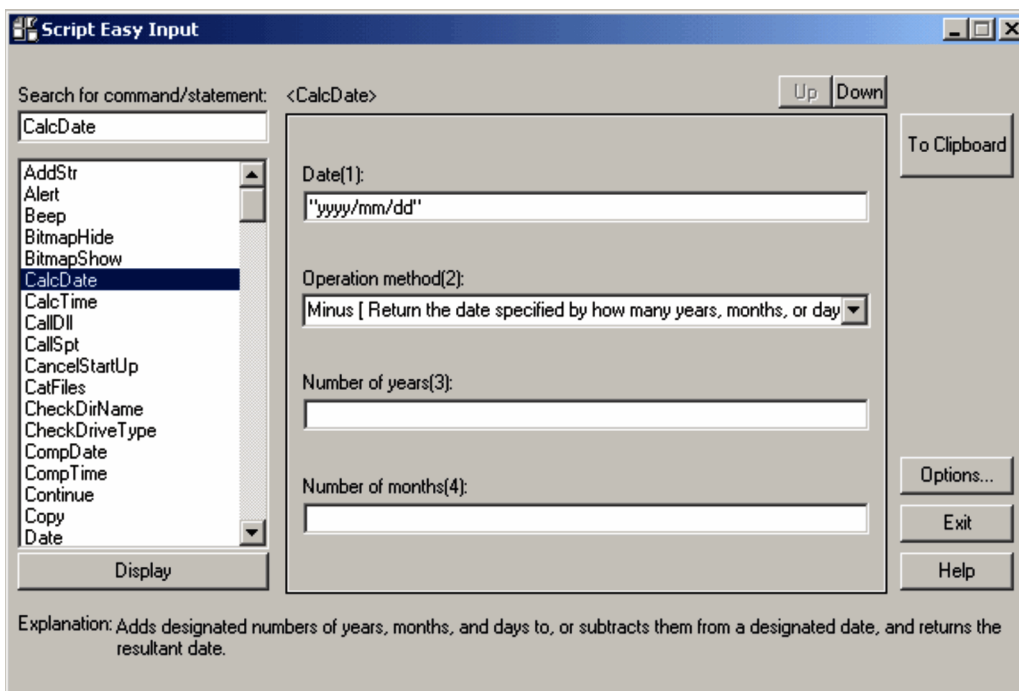 Script Easy Input
Search for command/statement:
CalcDate
AddStr
Alert
Beep
BitmapHide
BitmapShow
CalcDate
CalcTime
CallDll
CallSpt
CancelStartUp
CatFiles
CheckDirName
CheckDriveType
CompDate
CompTime
Continue
Copy
Date
Display
<CalcDate>
Up
Down
Date(1):
"yyyy/mm/dd"
Operation method(2):
Minus [ Return the date specified by how many years, months, or day
Number of years(3):
Number of months(4):
To Clipboard
Options...
Exit
Help
Explanation: Adds designated numbers of years, months, and days to, or subtracts them from a designated date, and returns the
resultant date.